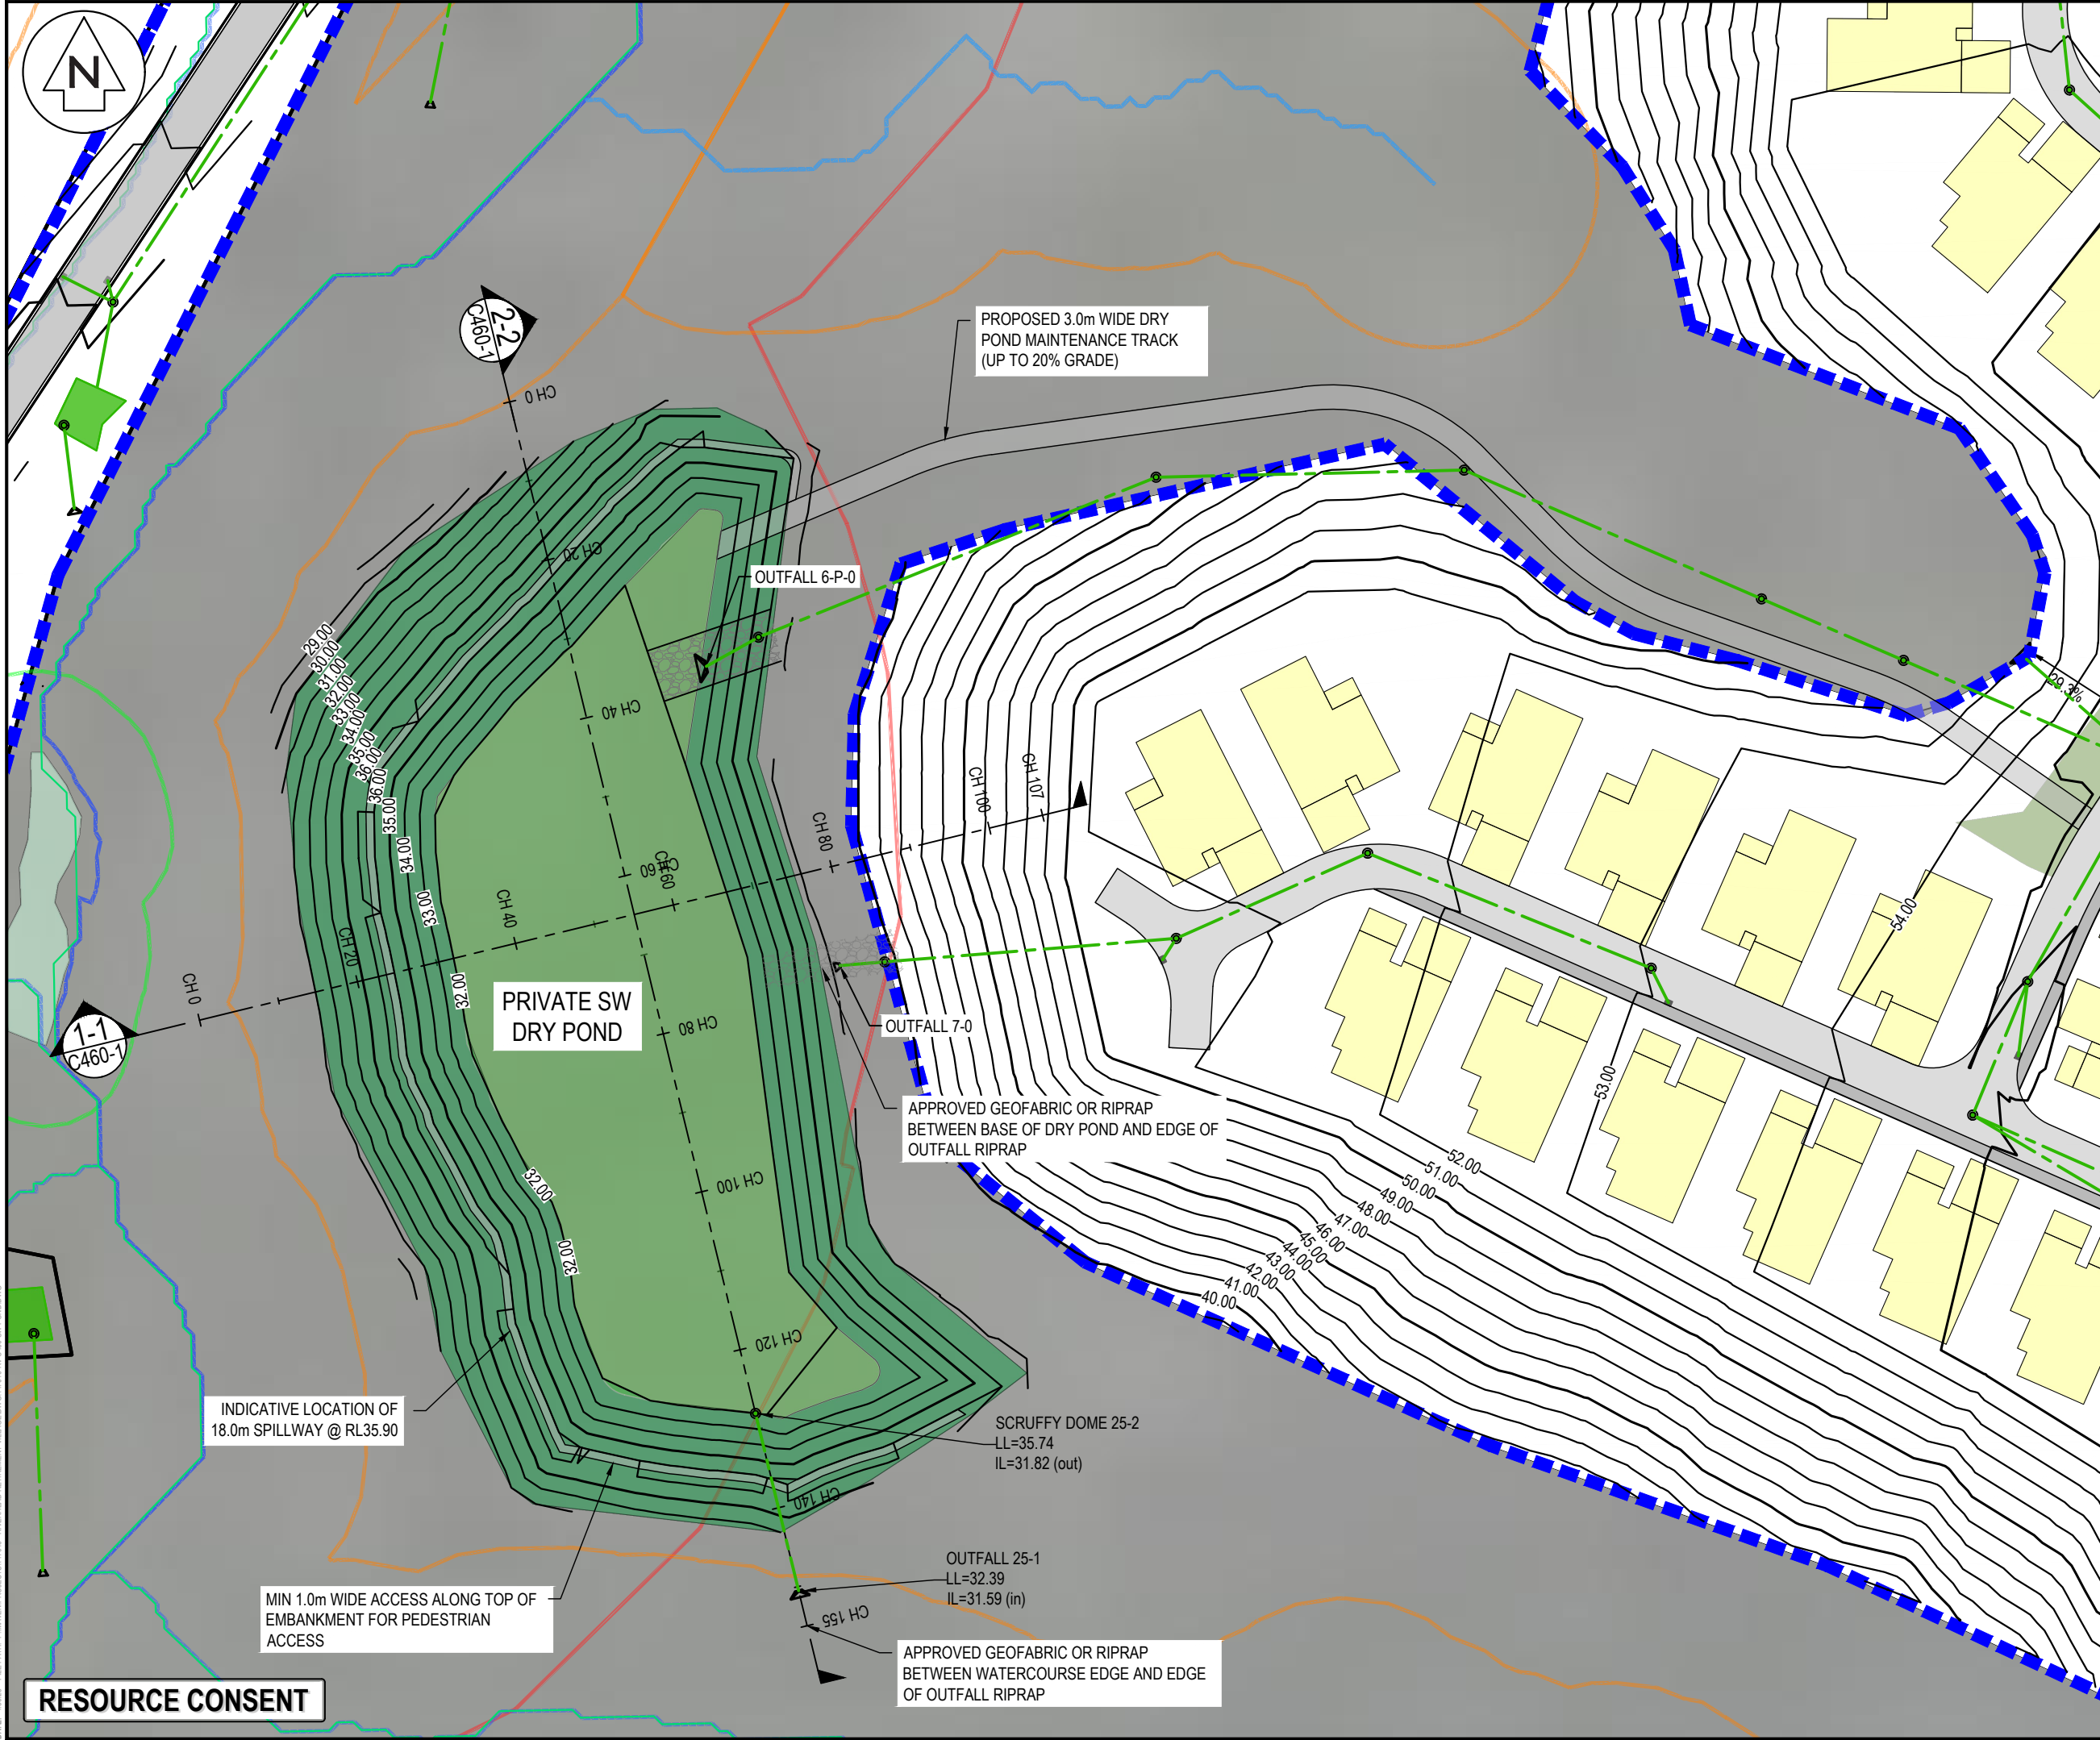 N
2-2
C460-1
CH 0
PROPOSED 3.0m WIDE DRY
POND MAINTENANCE TRACK
(UP TO 20% GRADE)
CH 20
OUTFALL 6-P-0
29.00
30.00
31.00
32.00
33.00
34.00
35.00
36.00
36.00
35.00
34.00
33.00
32.00
CH 40
29.3%
CH 107
CH 100
CH 80
CH 60
CH 60
CH 40
CH 20
CH 0
1-1
C460-1
PRIVATE SW
DRY POND
CH 80
OUTFALL 7-0
54.00
53.00
APPROVED GEOFABRIC OR RIPRAP
BETWEEN BASE OF DRY POND AND EDGE OF
OUTFALL RIPRAP
32.00
32.00
CH 100
52.00
51.00
50.00
49.00
48.00
47.00
46.00
45.00
44.00
43.00
42.00
41.00
40.00
CH 120
INDICATIVE LOCATION OF
18.0m SPILLWAY @ RL35.90
SCRUFFY DOME 25-2
LL=35.74
IL=31.82 (out)
CH 140
OUTFALL 25-1
LL=32.39
IL=31.59 (in)
CH 155
MIN 1.0m WIDE ACCESS ALONG TOP OF
EMBANKMENT FOR PEDESTRIAN
ACCESS
APPROVED GEOFABRIC OR RIPRAP
BETWEEN WATERCOURSE EDGE AND EDGE
OF OUTFALL RIPRAP
RESOURCE CONSENT